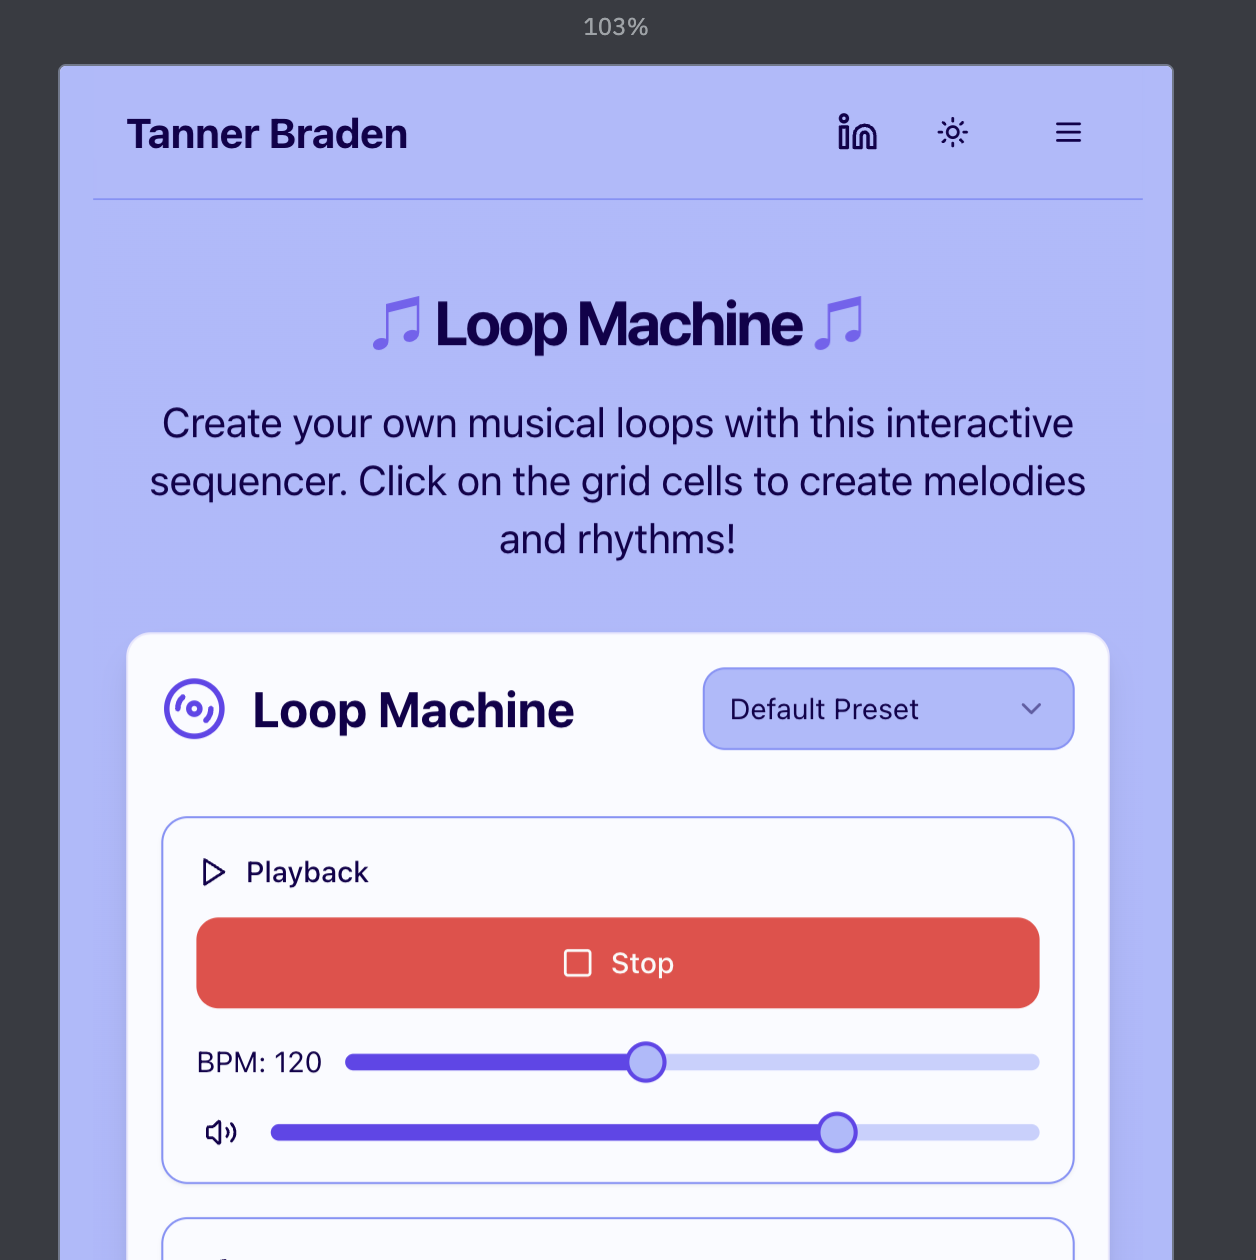 103%
Tanner Braden
Loop Machine
Create your own musical loops with this interactive
sequencer. Click on the grid cells to create melodies
and rhythms!
Loop Machine
Default Preset
Playback
Stop
BPM: 120